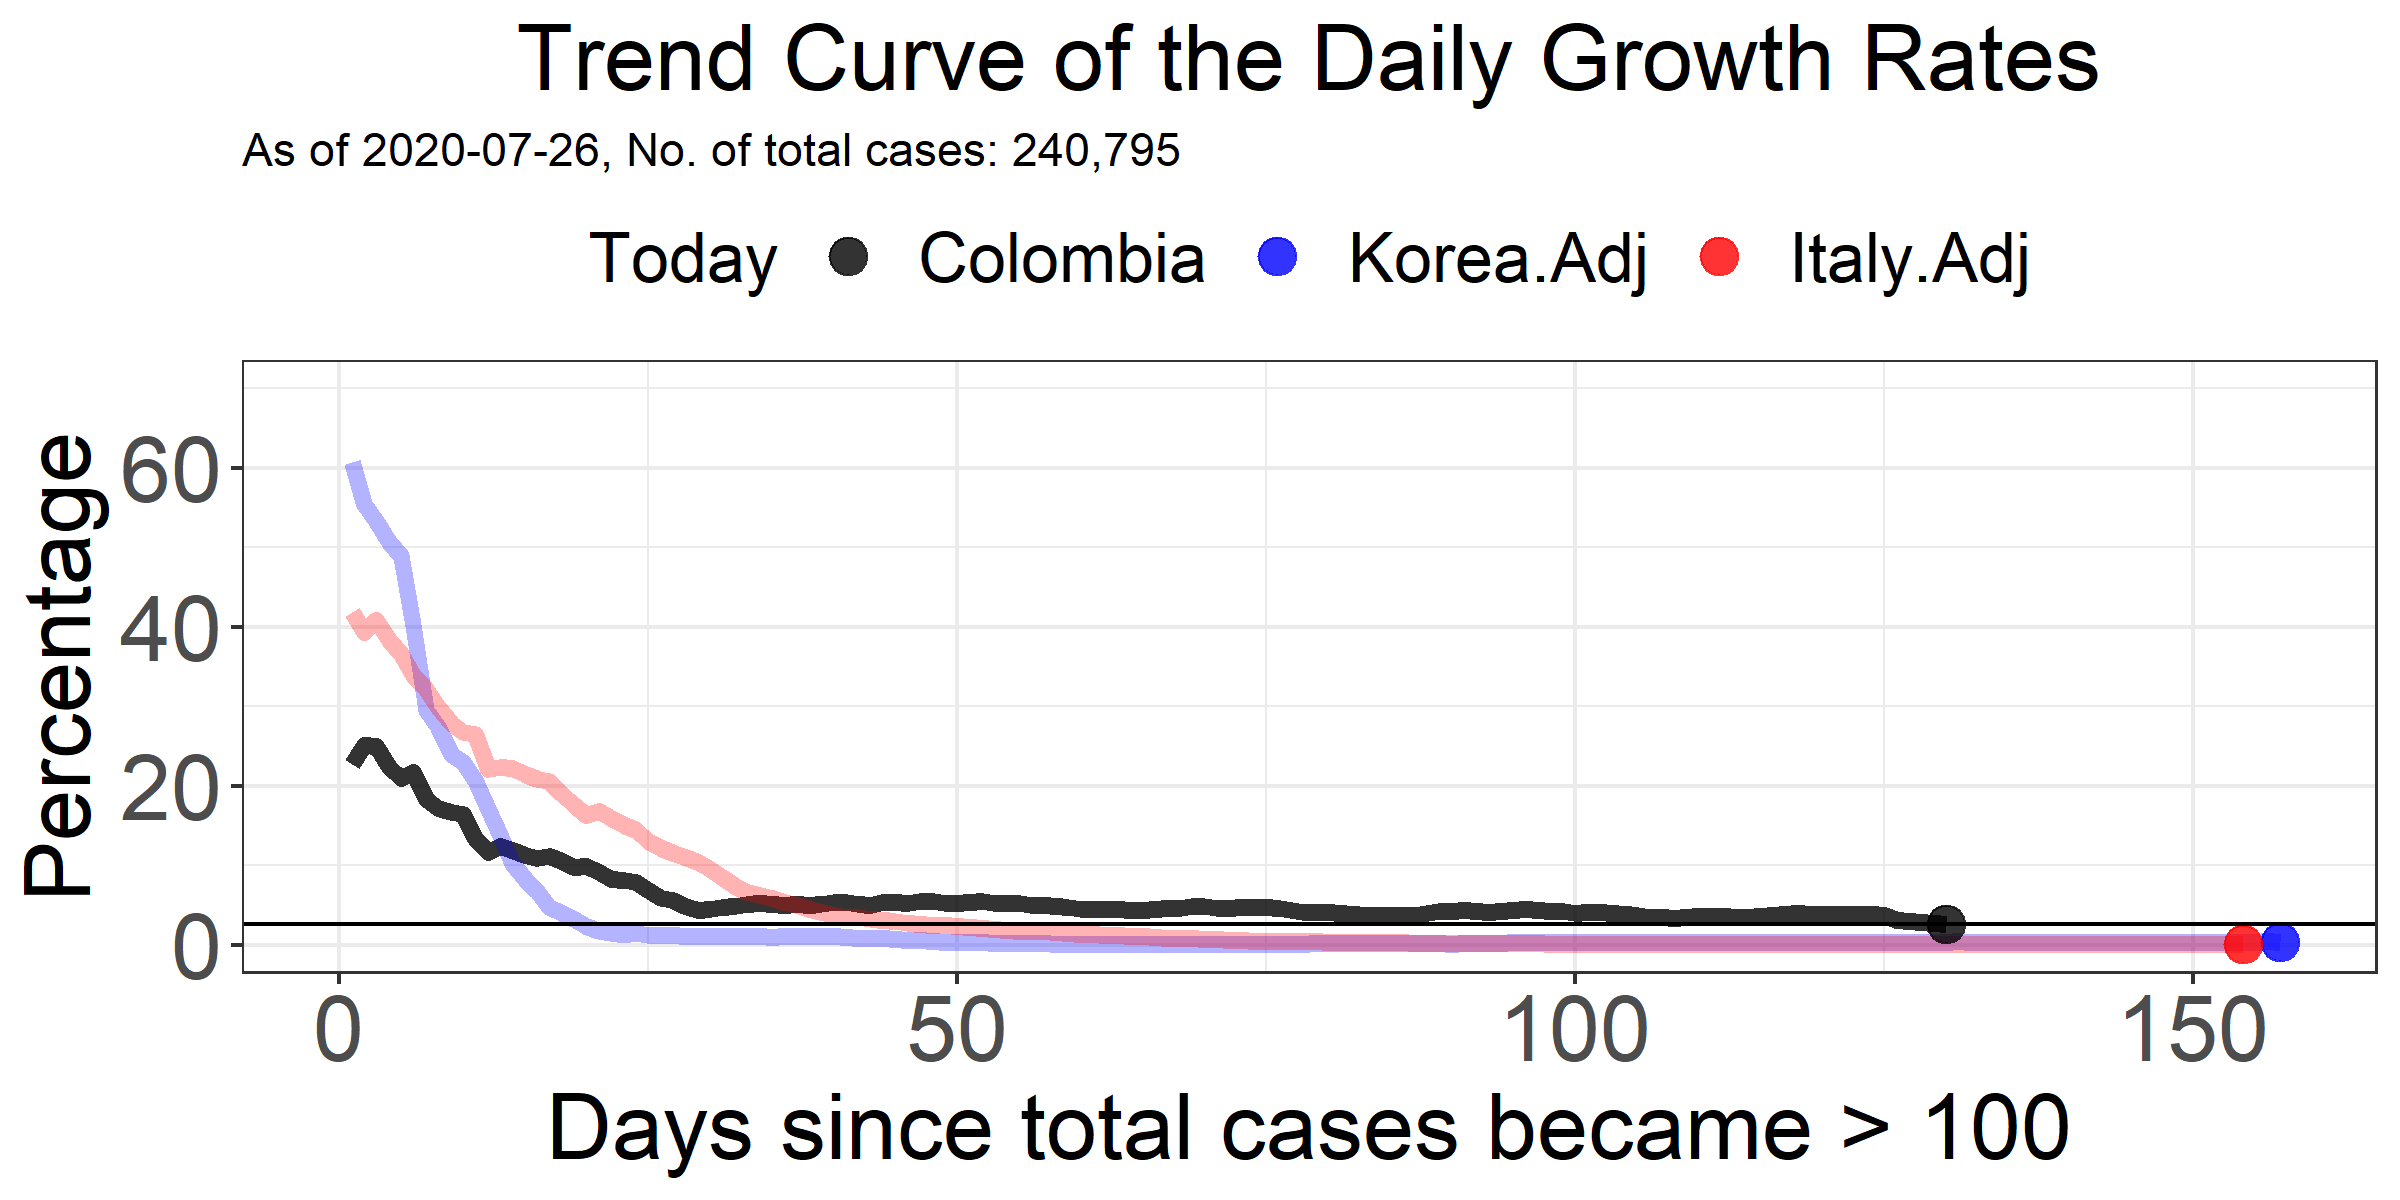 Trend Curve of the Daily Growth Rates
As of 2020-07-26, No. of total cases: 240,795
Today Colombia Korea.Adj Italy.Adj
Percentage
60
40
20
0
0 50 100 150
Days since total cases became > 100